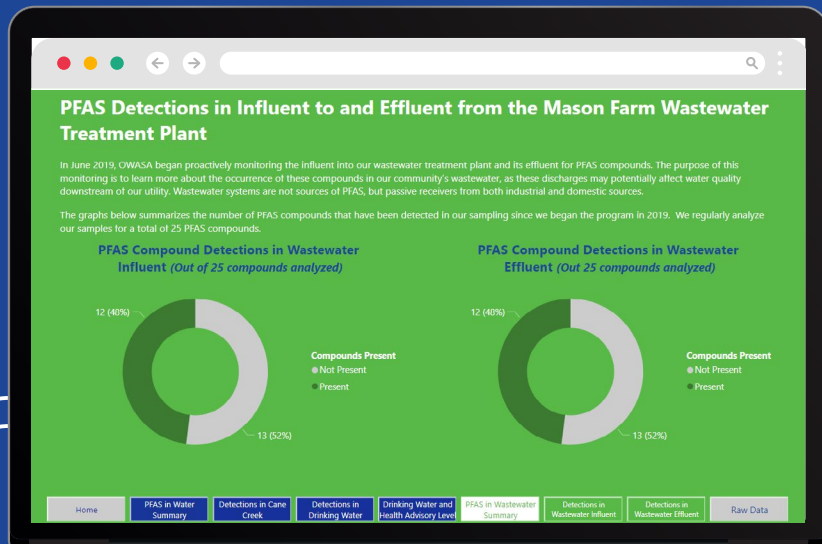 PFAS Detections in Influent to and Effluent from the Mason Farm Wastewater
Treatment Plant
In June 2019, OWASA began proactively monitoring the influent into our wastewater treatment plant and its effluent for PFAS compounds. The purpose of this
monitoring is to learn more about the occurrence of these compounds in our community's wastewater, as these discharges may potentially affect water quality
downstream of our utility. Wastewater systems are not sources of PFAS, but passive receivers from both industrial and domestic sources.
The graphs below summarizes the number of PFAS compounds that have been detected in our sampling since we began the program in 2019. We regularly analyze
our samples for a total of 25 PFAS compounds.
PFAS Compound Detections in Wastewater
Influent (Out of 25 compounds analyzed)
12 (40%)
13 (52%)
Compounds Present
Not Present
Present
PFAS Compound Detections in Wastewater
Effluent (Out 25 compounds analyzed)
12 (40%)
13 (52%)
Compounds Present
Not Present
Present
Home
PFAS in Water
Summary
Detections in Cane
Creek
Detections in
Drinking Water
Drinking Water and
Health Advisory Level
PFAS in Wastewater
Summary
Detections in
Wastewater Influent
Detections in
Wastewater Effluent
Raw Data